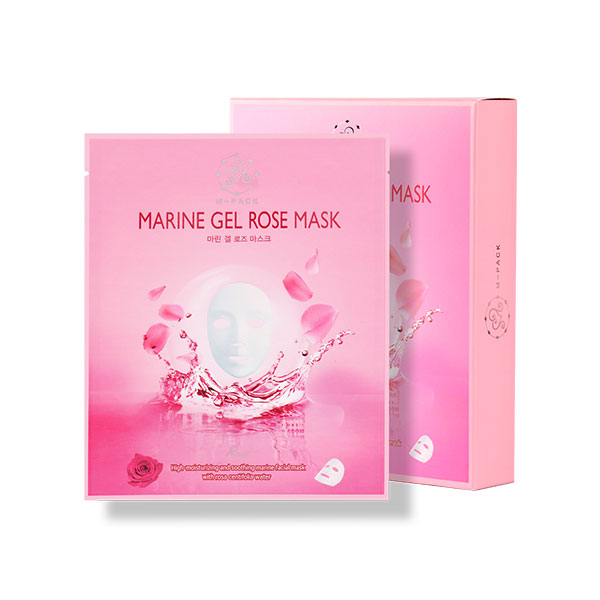 M-PACK
MARINE GEL ROSE MASK
마린 겔 로즈 마스크
High moisturizing and soothing marine facial mask
with rosa centifolia water
MASK
M-PACK